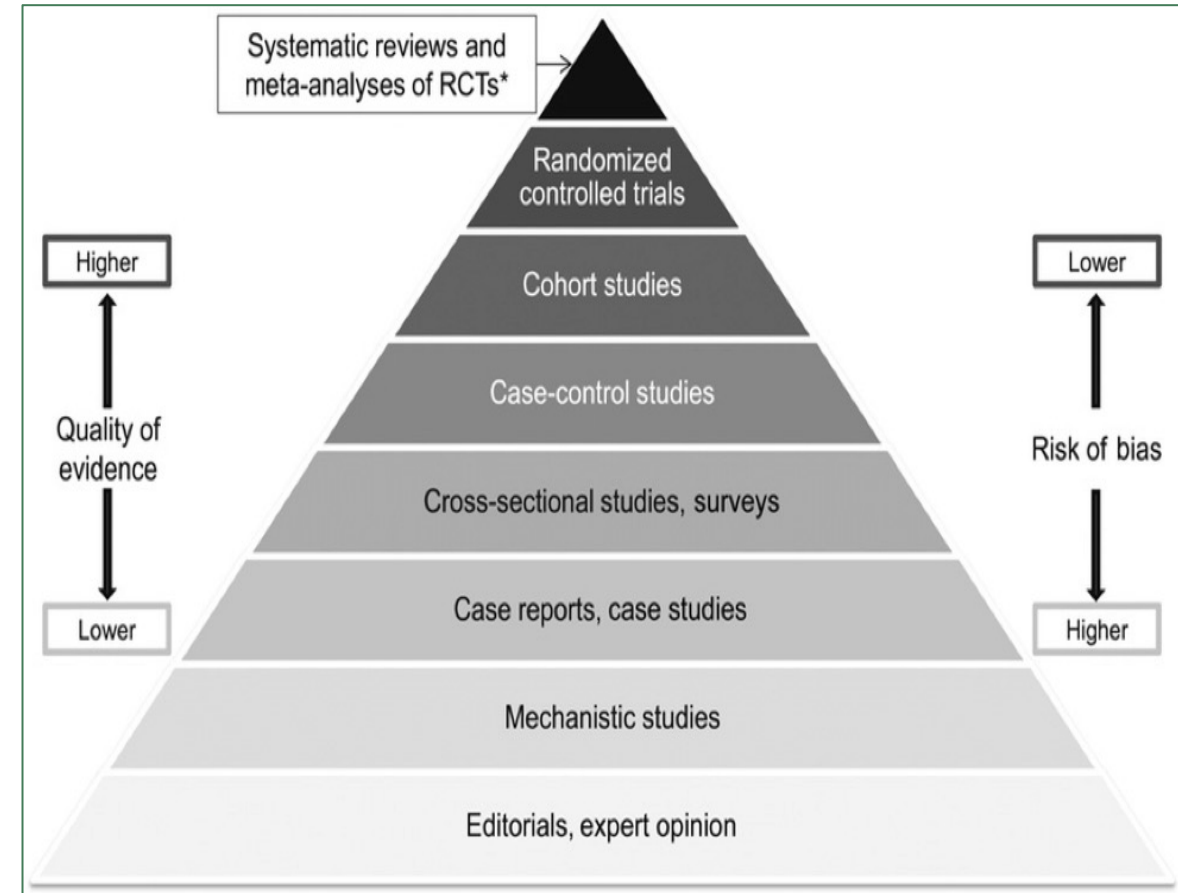 Systematic reviews and
meta-analyses of RCTs*
Randomized
controlled trials
Higher
Lower
Cohort studies
Case-control studies
Quality of
evidence
Risk of bias
Cross-sectional studies, surveys
Case reports, case studies
Lower
Higher
Mechanistic studies
Editorials, expert opinion